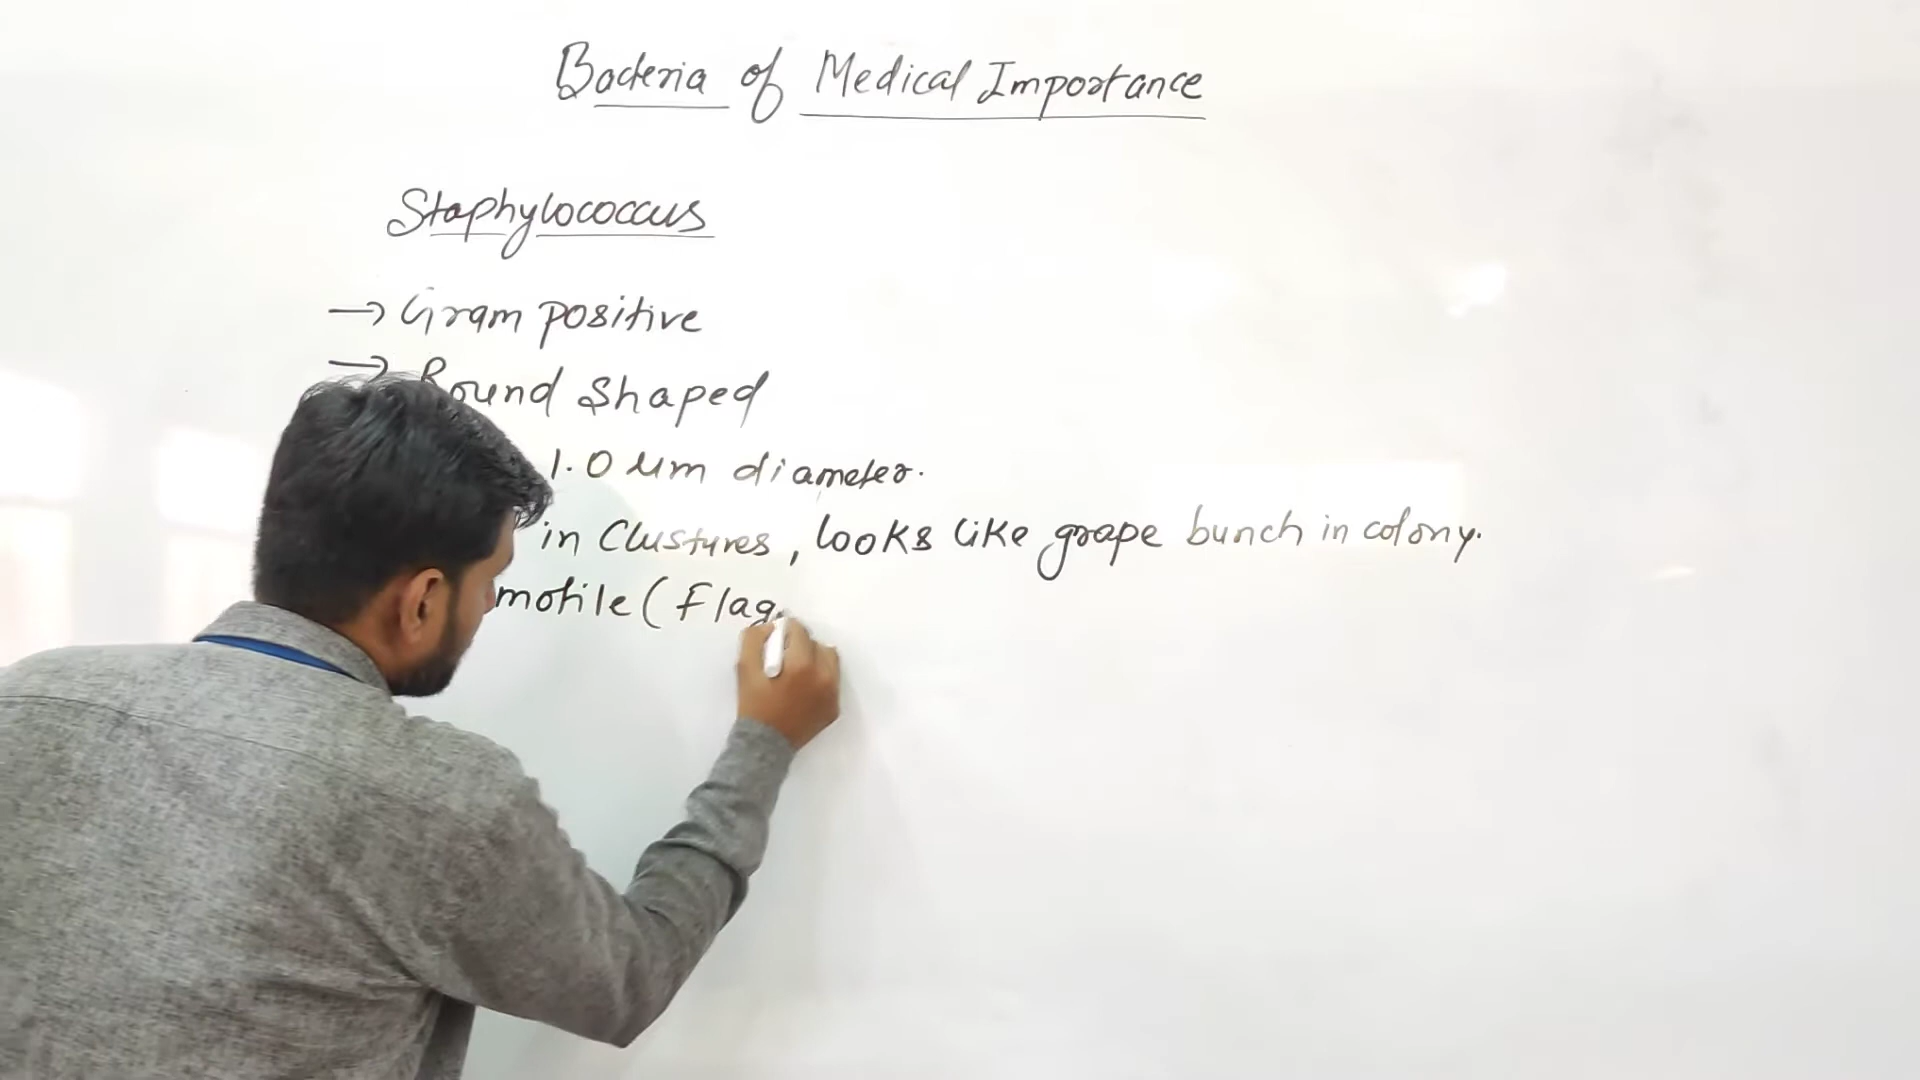 Bacteria of Medical Importance
Staphylococcus
→ Gram positive
→ Round Shaped
1.0 μm diameter.
in Clustures, looks like grape bunch in colony.
motile (Flag